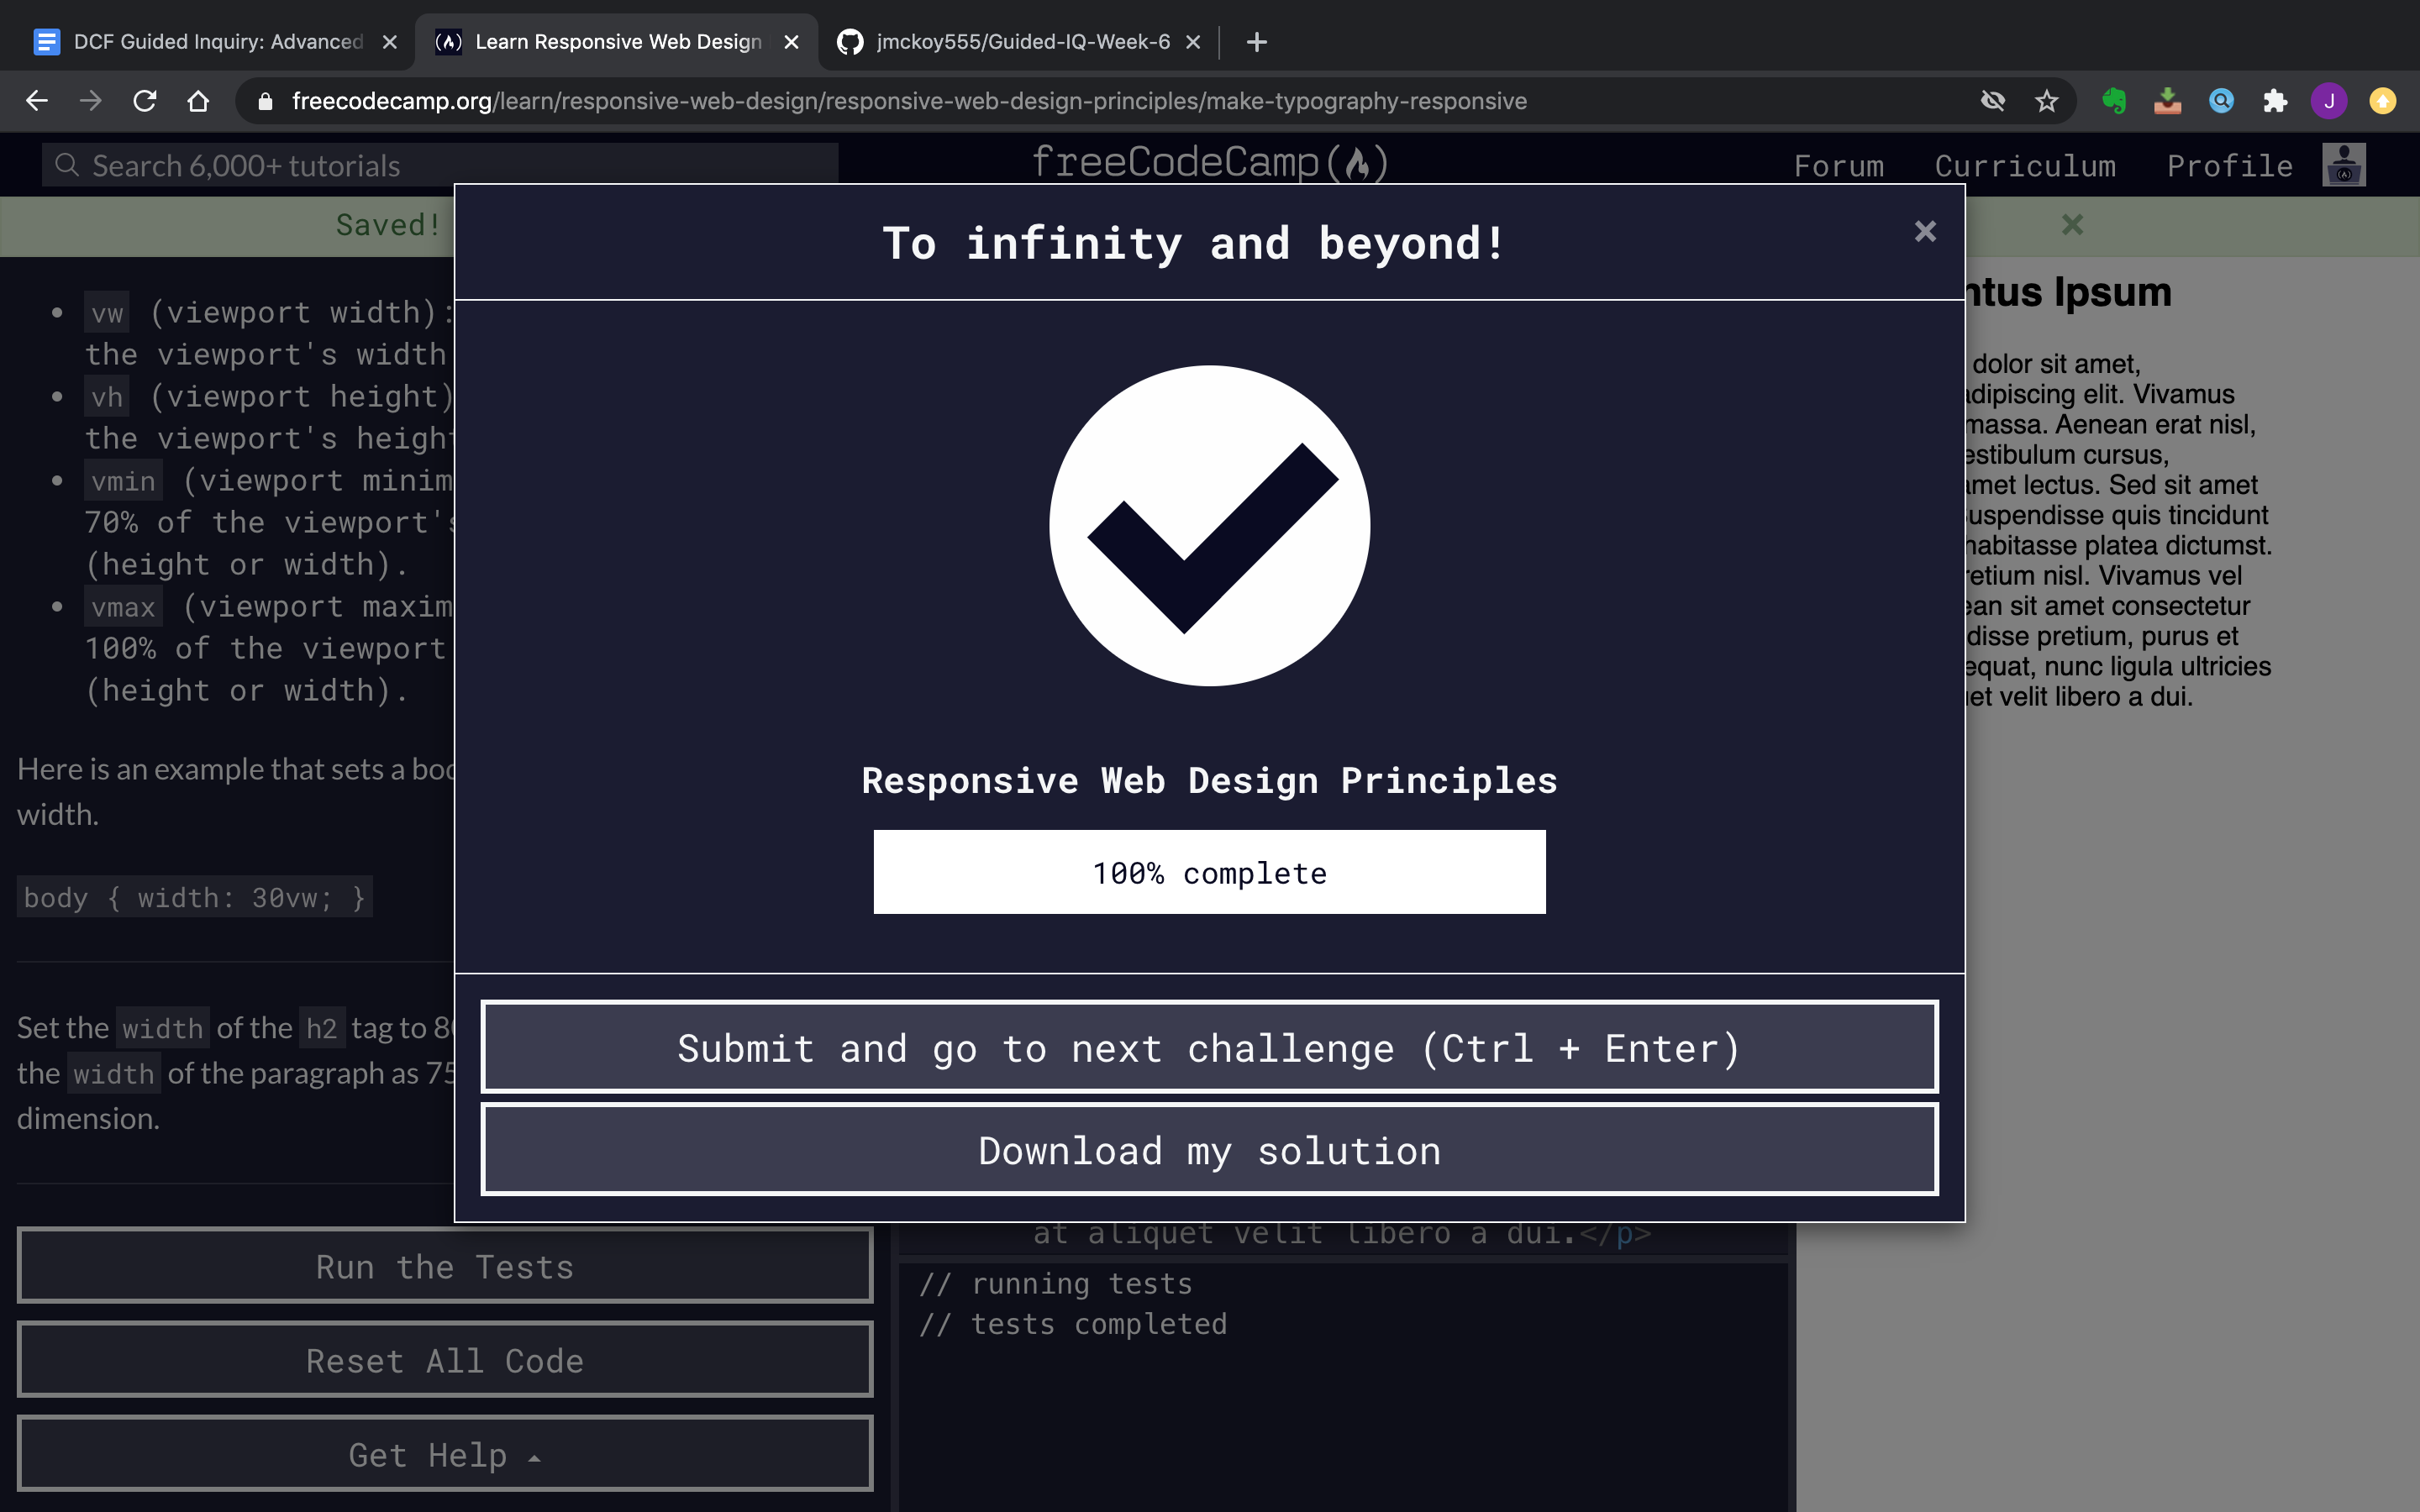 DCF Guided Inquiry: Advanced
Learn Responsive Web Design
jmckoy555/Guided-IQ-Week-6
freecodecamp.org/learn/responsive-web-design/responsive-web-design-principles/make-typography-responsive
J
Search 6,000+ tutorials
freeCodeCamp
Forum
Curriculum
Profile
Saved!
To infinity and beyond!
Responsive Web Design Principles
100% complete
Submit and go to next challenge (Ctrl + Enter)
Download my solution
vw (viewport width):
the viewport's width
vh (viewport height)
the viewport's height
vmin (viewport minim
70% of the viewport's
(height or width).
vmax (viewport maxim
100% of the viewport
(height or width).
Here is an example that sets a
width.
body { width: 30vw; }
Set the width of the h2 tag to
the width of the paragraph as 75
dimension.
Run the Tests
Reset All Code
Get Help
at aliquet velit libero a dui.</p>
// running tests
// tests completed
ntus Ipsum
dolor sit amet,
adipiscing elit. Vivamus
massa. Aenean erat nisl,
estibulum cursus,
amet lectus. Sed sit amet
uspendisse quis tincidunt
habitasse platea dictumst.
retium nisl. Vivamus vel
ean sit amet consectetur
disse pretium, purus et
equat, nunc ligula ultricies
et velit libero a dui.